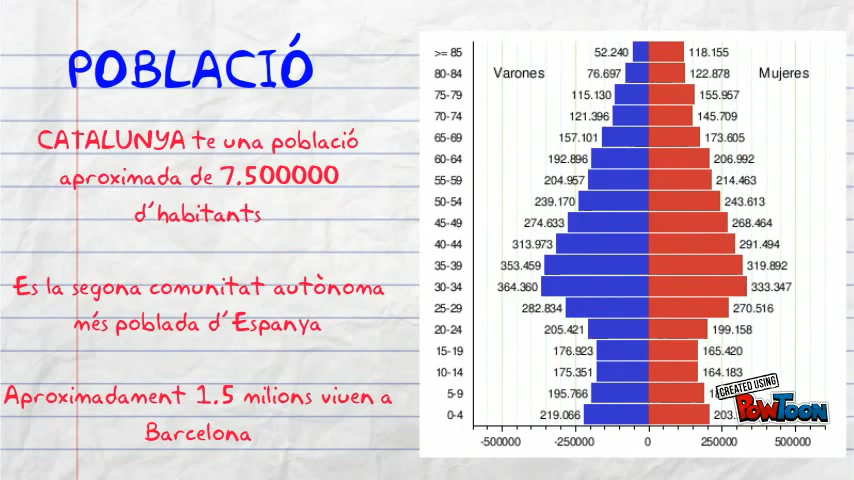 POBLACIÓ
CATALUNYA te una població
aproximada de 7.500000
d'habitants
Es la segona comunitat autònoma
més poblada d'Espanya
Aproximadament 1.5 milions viuen a
Barcelona
Varones
Mujeres
>= 85 52.240 118.155
80-84 76.697 122.878
75-79 115.130 155.957
70-74 121.396 145.709
65-69 157.101 173.605
60-64 192.896 206.992
55-59 204.957 214.463
50-54 239.170 243.613
45-49 274.633 268.464
40-44 313.973 291.494
35-39 353.459 319.892
30-34 364.360 333.347
25-29 282.834 270.516
20-24 205.421 199.158
15-19 176.923 165.420
10-14 175.351 164.183
5-9 195.766
0-4 219.066
-500000 -250000 0 250000 500000
CREATED USING
POWTOON